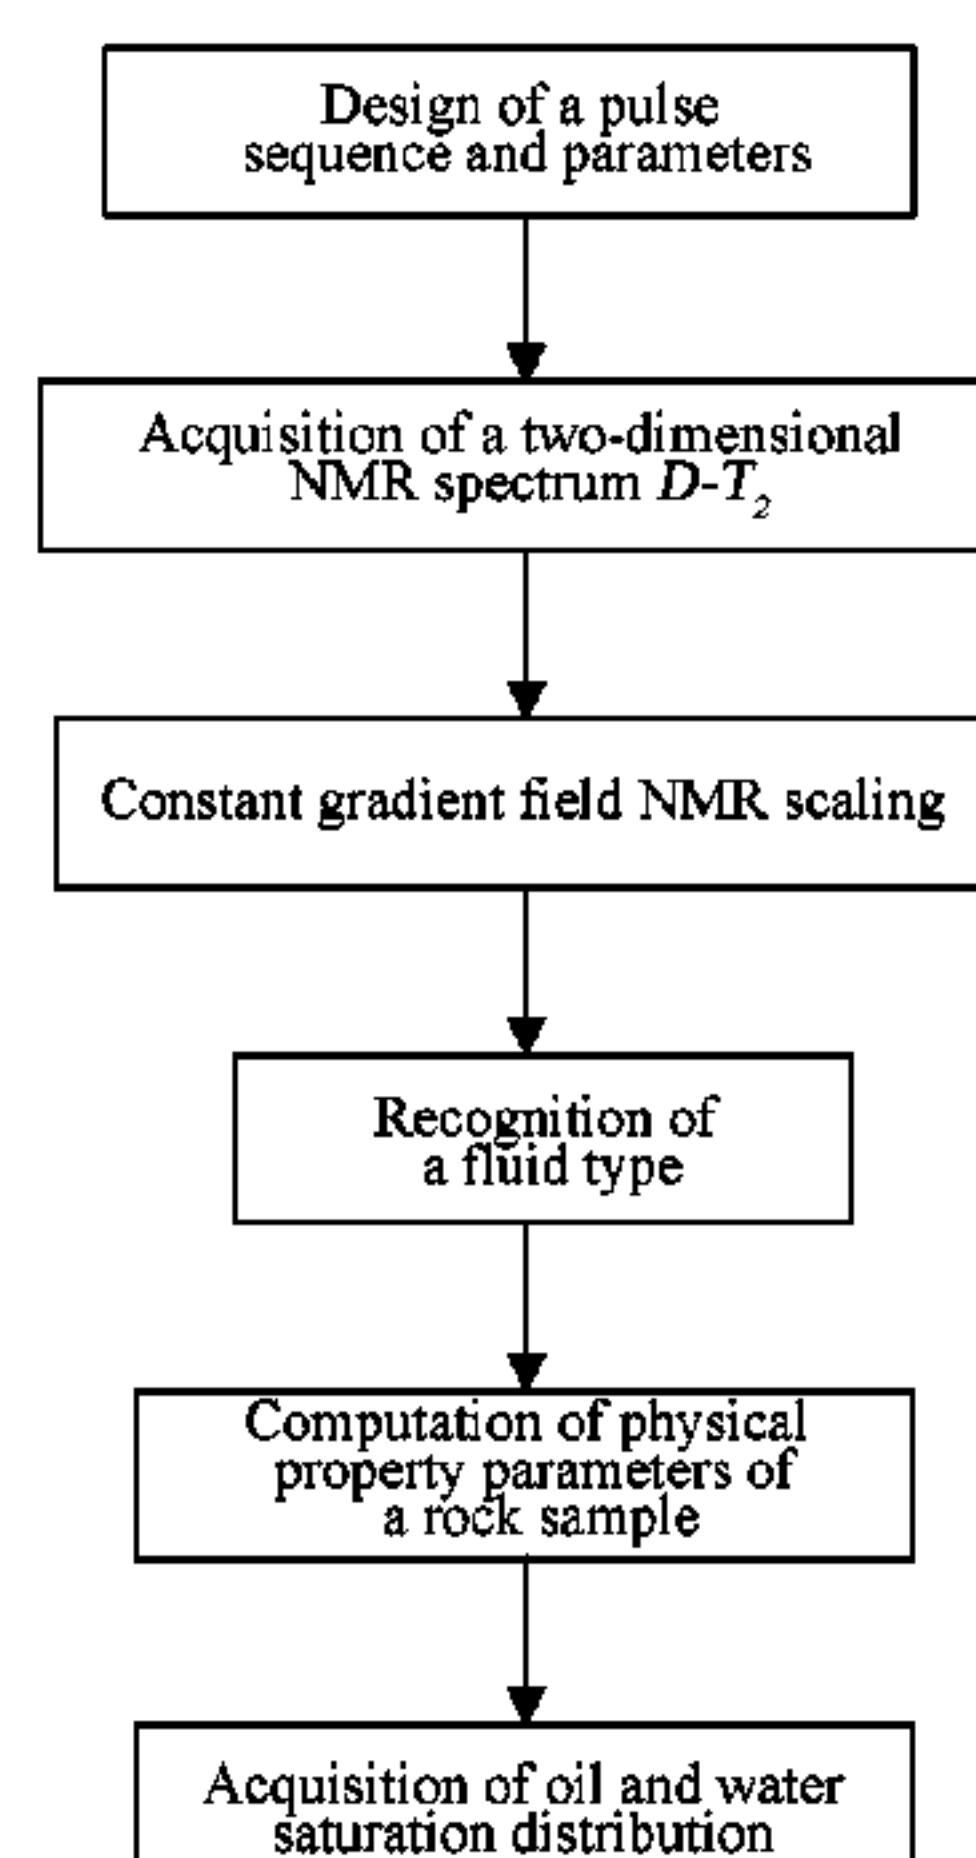 Design of a pulse
sequence and parameters
Acquisition of a two-dimensional
NMR spectrum D-T2
Constant gradient field NMR scaling
Recognition of
a fluid type
Computation of physical
property parameters of
a rock sample
Acquisition of oil and water
saturation distribution